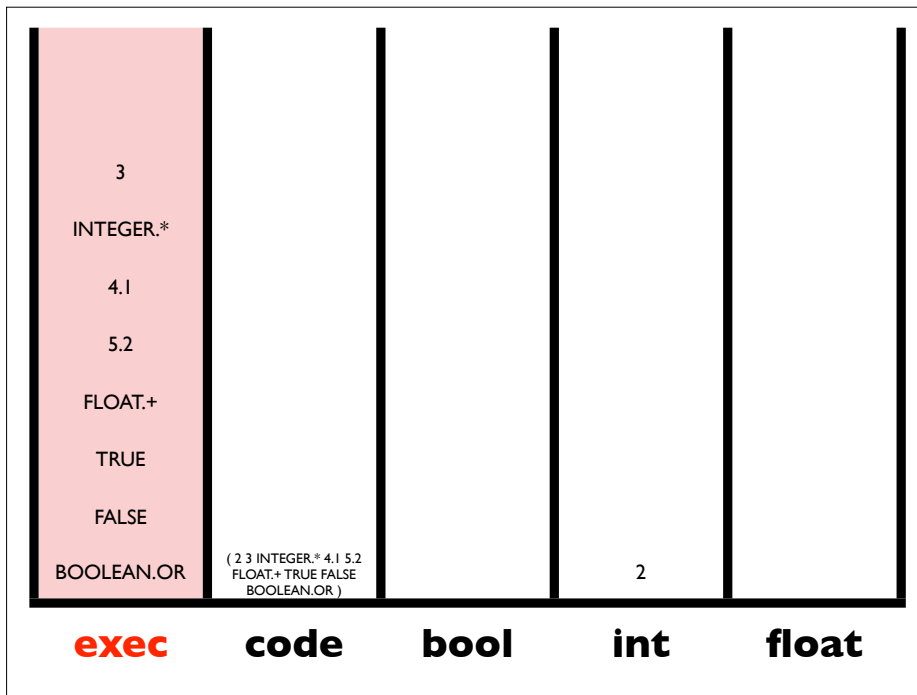 3
INTEGER.*
4.1
5.2
FLOAT.+
TRUE
FALSE
BOOLEAN.OR
( 2 3 INTEGER.* 4.1 5.2
FLOAT.+ TRUE FALSE
BOOLEAN.OR )
2
exec
code
bool
int
float